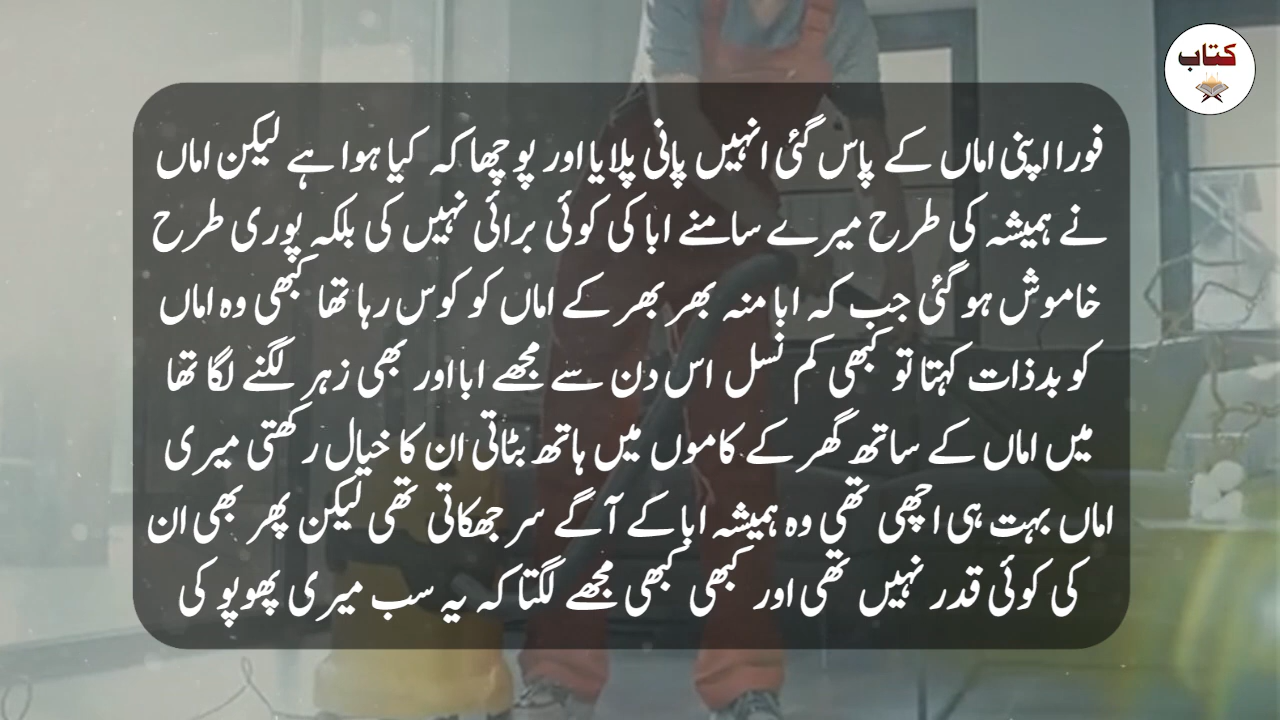 کتاب
فورا اپنی اماں کے پاس گئی انہیں پانی پلایا اور پوچھا کہ کیا ہوا ہے لیکن اماں
نے ہمیشہ کی طرح میرے سامنے ابا کی کوئی برائی نہیں کی بلکہ پوری طرح
خاموش ہو گئی جب کہ ابا منہ بھر بھر کے اماں کو کوس رہا تھا کبھی وہ اماں
کو بدذات کہتا تو کبھی کم نسل اس دن سے مجھے ابا اور بھی زہر لگنے لگا تھا
میں اماں کے ساتھ گھر کے کاموں میں ہاتھ بٹاتی ان کا خیال رکھتی میری
اماں بہت ہی اچھی تھی وہ ہمیشہ ابا کے آگے سر جھکاتی تھی لیکن پھر بھی ان
کی کوئی قدر نہیں تھی اور کبھی کبھی مجھے لگتا کہ یہ سب میری پھوپو کی